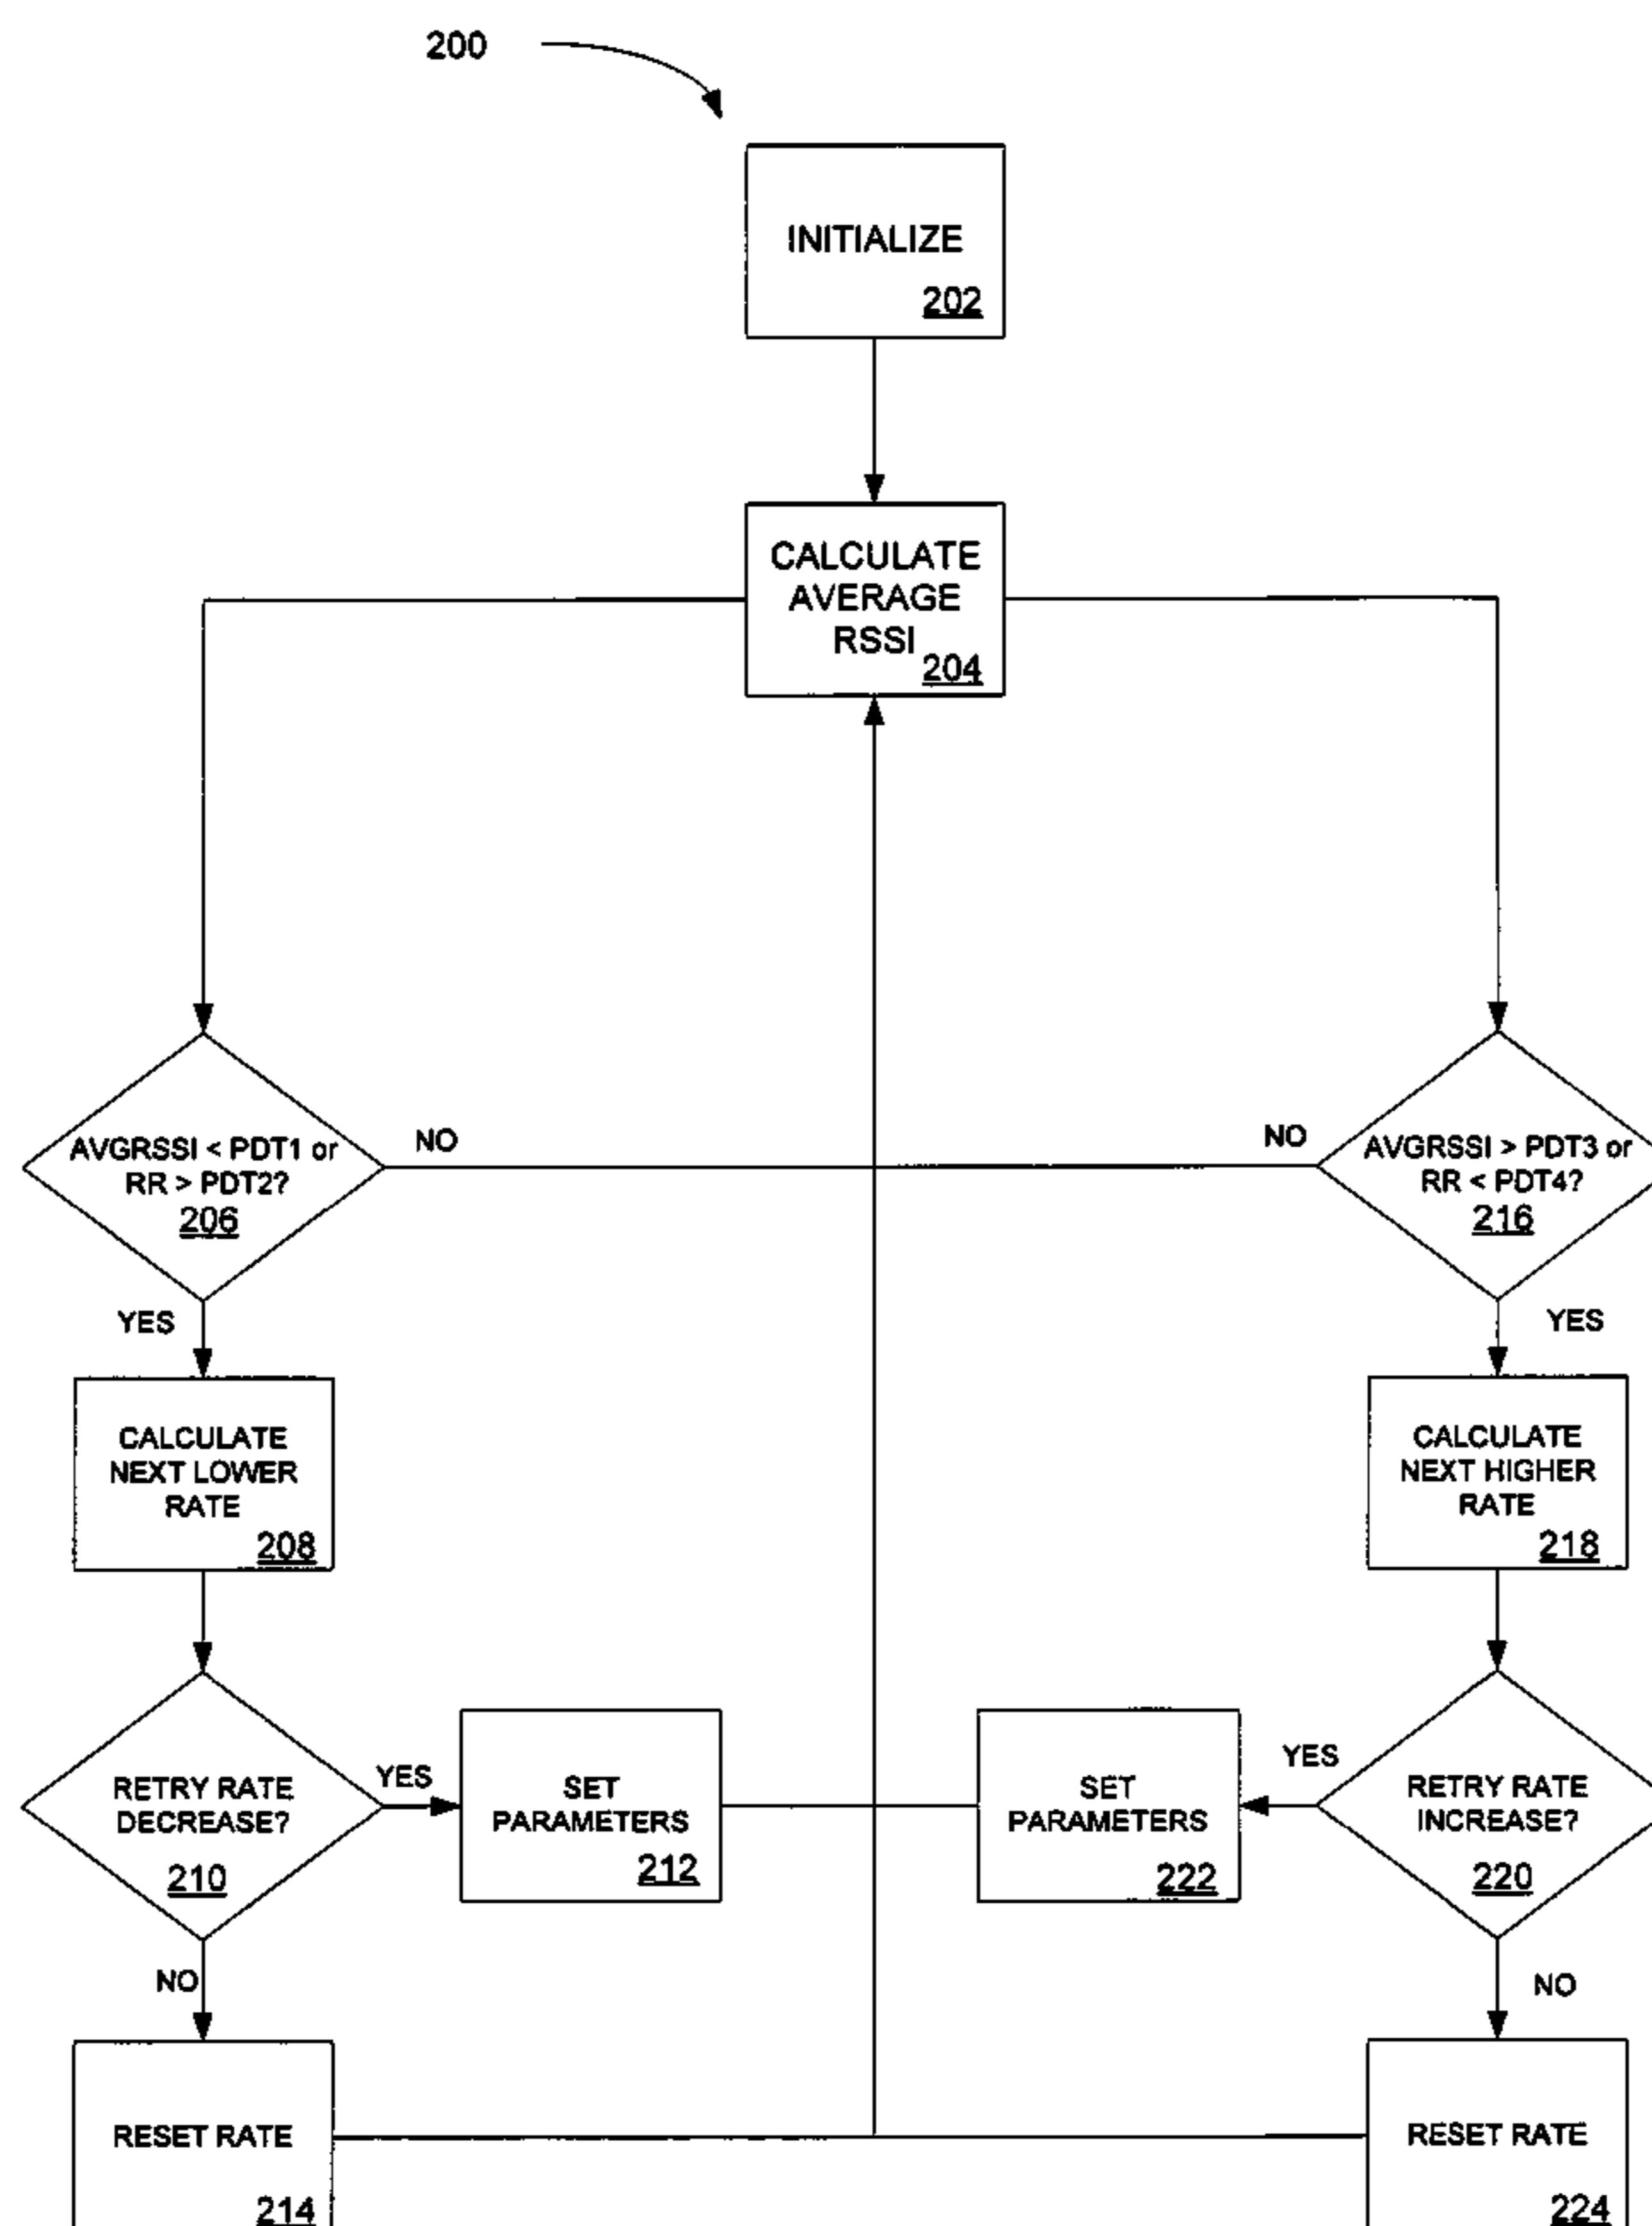 200
INITIALIZE
202
CALCULATE
AVERAGE
RSSI
204
AVGRSSI < PDT1 or
RR > PDT2?
206
NO
NO
AVGRSSI > PDT3 or
RR < PDT4?
216
YES
YES
CALCULATE
NEXT LOWER
RATE
208
CALCULATE
NEXT HIGHER
RATE
218
RETRY RATE
DECREASE?
210
YES
SET
PARAMETERS
212
SET
PARAMETERS
222
YES
RETRY RATE
INCREASE?
220
NO
NO
RESET RATE
214
RESET RATE
224